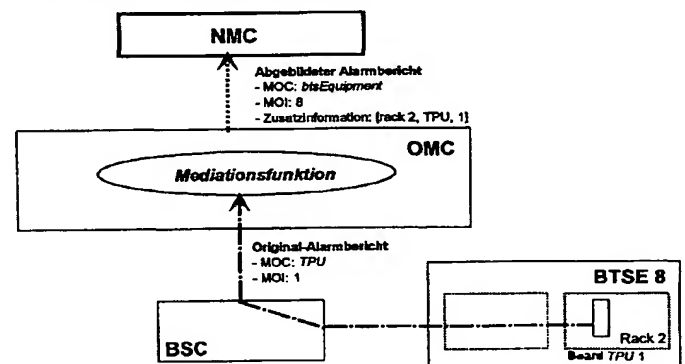 NMC
Abgebildeter Alarmbericht
- MOC: btsEquipment
- MOI: 8
- Zusatzinformation: {rack 2, TPU, 1}
OMC
Mediationsfunktion
Original-Alarmbericht
- MOC: TPU
- MOI: 1
BTSE 8
BSC
Rack 2
Board TPU 1